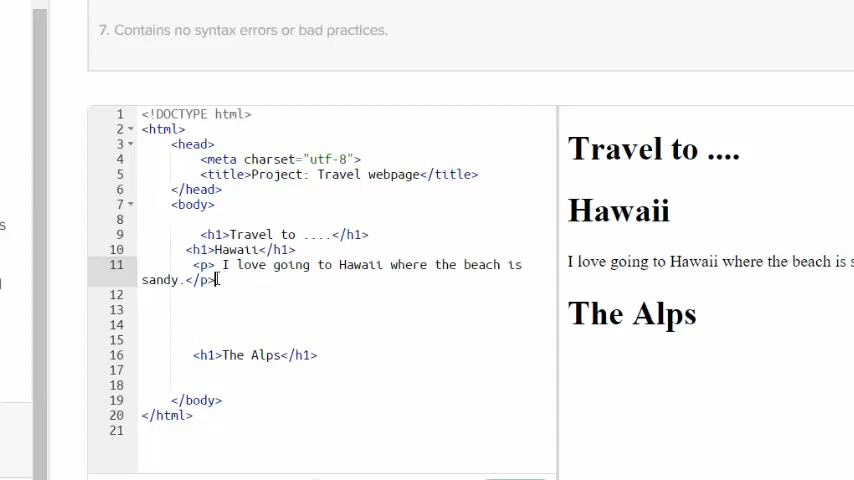 7. Contains no syntax errors or bad practices.
1 <!DOCTYPE html>
2 <html>
3 <head>
4 <meta charset="utf-8">
5 <title>Project: Travel webpage</title>
6 </head>
7 <body>
8
9 <h1>Travel to ....</h1>
10 <h1>Hawaii</h1>
11 <p> I love going to Hawaii where the beach is
sandy.</p>
12
13
14
15
16 <h1>The Alps</h1>
17
18
19 </body>
20 </html>
21
Travel to ....
Hawaii
I love going to Hawaii where the beach is s
The Alps
s